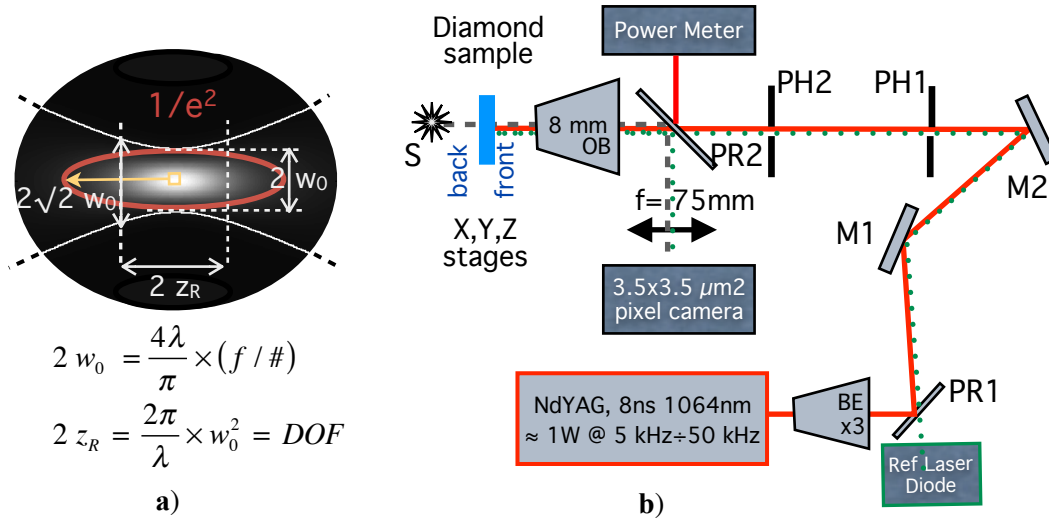 1/e²
2 w₀
2√2 w₀
2 z_R
2 w₀ = 4λ/π × (f / #)
2 z_R = 2π/λ × w₀² = DOF
a)
Diamond
sample
Power Meter
PH2
PH1
8 mm
OB
PR2
S
back
front
M2
f= 75mm
M1
X,Y,Z
stages
3.5x3.5 µm2
pixel camera
NdYAG, 8ns 1064nm
≈ 1W @ 5 kHz÷50 kHz
BE
x3
PR1
Ref Laser
Diode
b)